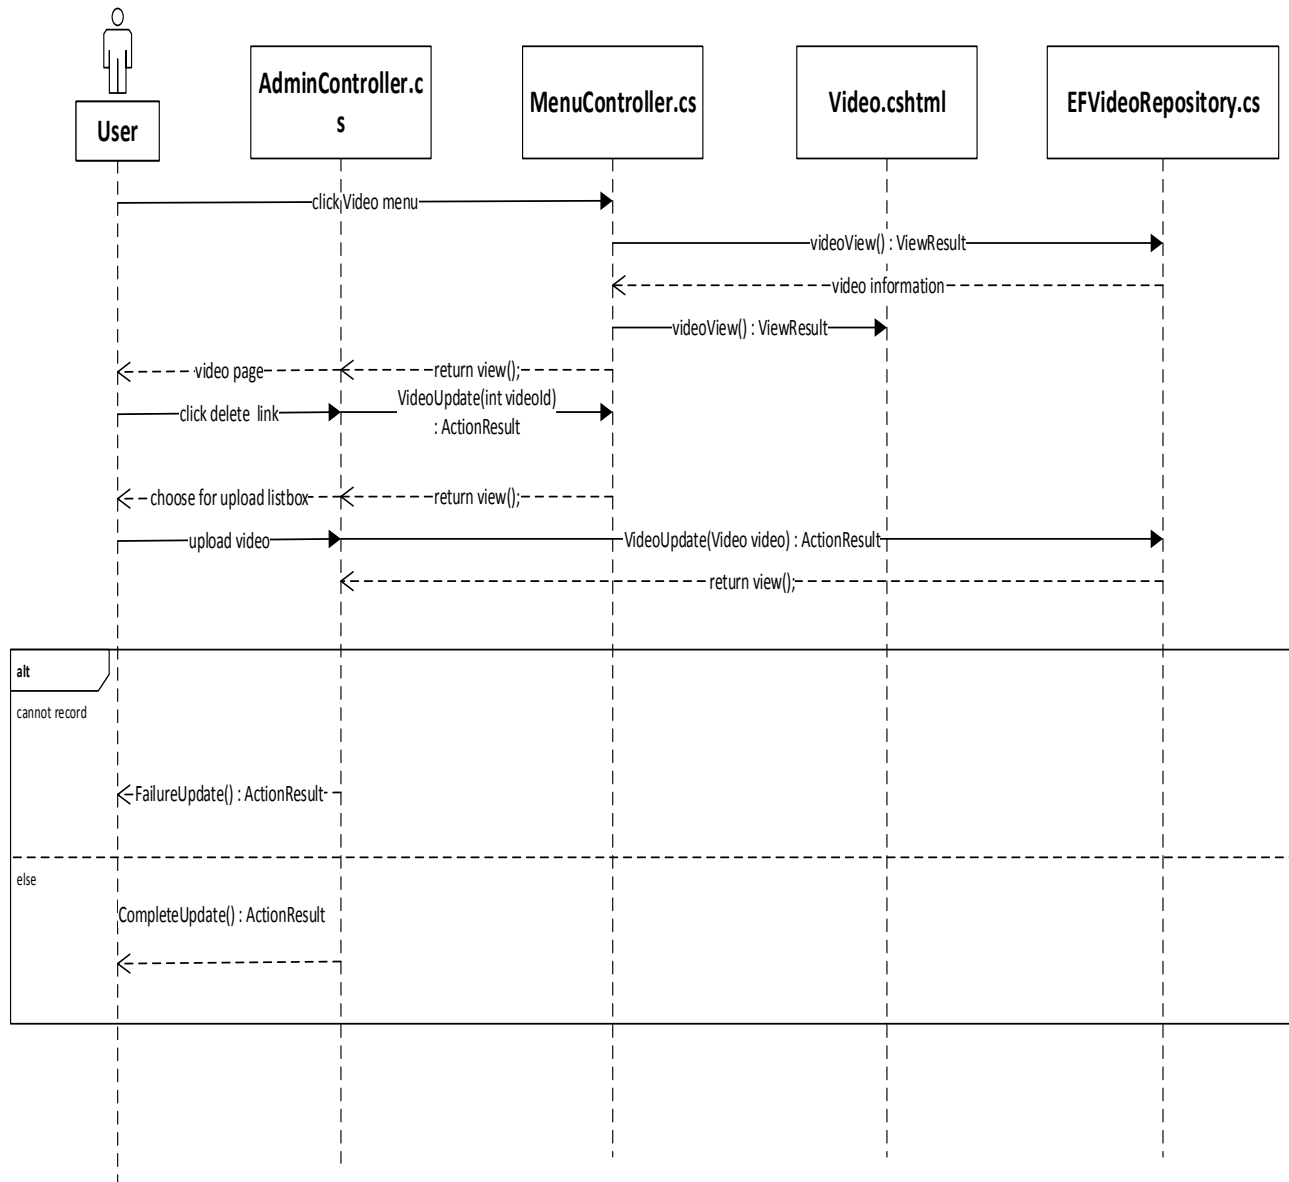 User
AdminController.c
s
MenuController.cs
Video.cshtml
EFVideoRepository.cs
click Video menu
videoView() : ViewResult
video information
videoView() : ViewResult
video page
return view();
click delete  link
VideoUpdate(int videoId)
: ActionResult
choose for upload listbox
return view();
upload video
VideoUpdate(Video video) : ActionResult
return view();
alt
cannot record
FailureUpdate() : ActionResult
else
CompleteUpdate() : ActionResult